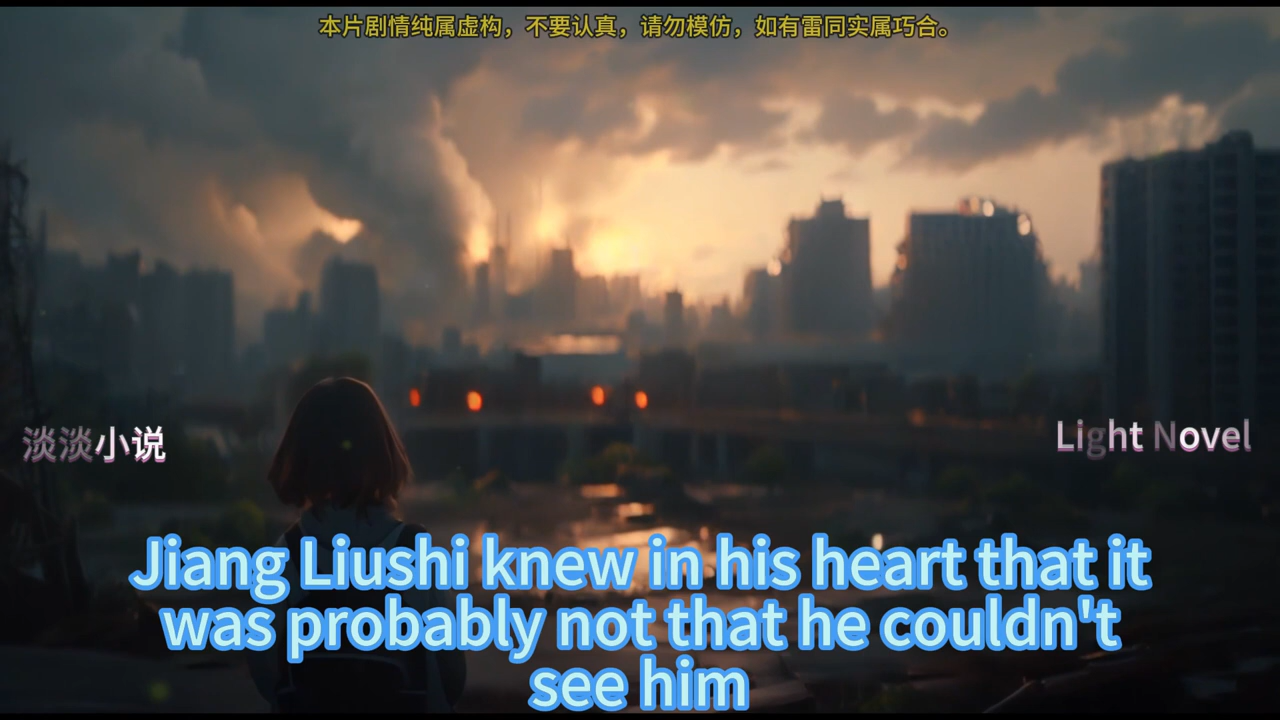 本片剧情纯属虚构，不要认真，请勿模仿，如有雷同实属巧合。
淡淡小说
Light Novel
Jiang Liushi knew in his heart that it
was probably not that he couldn't
see him